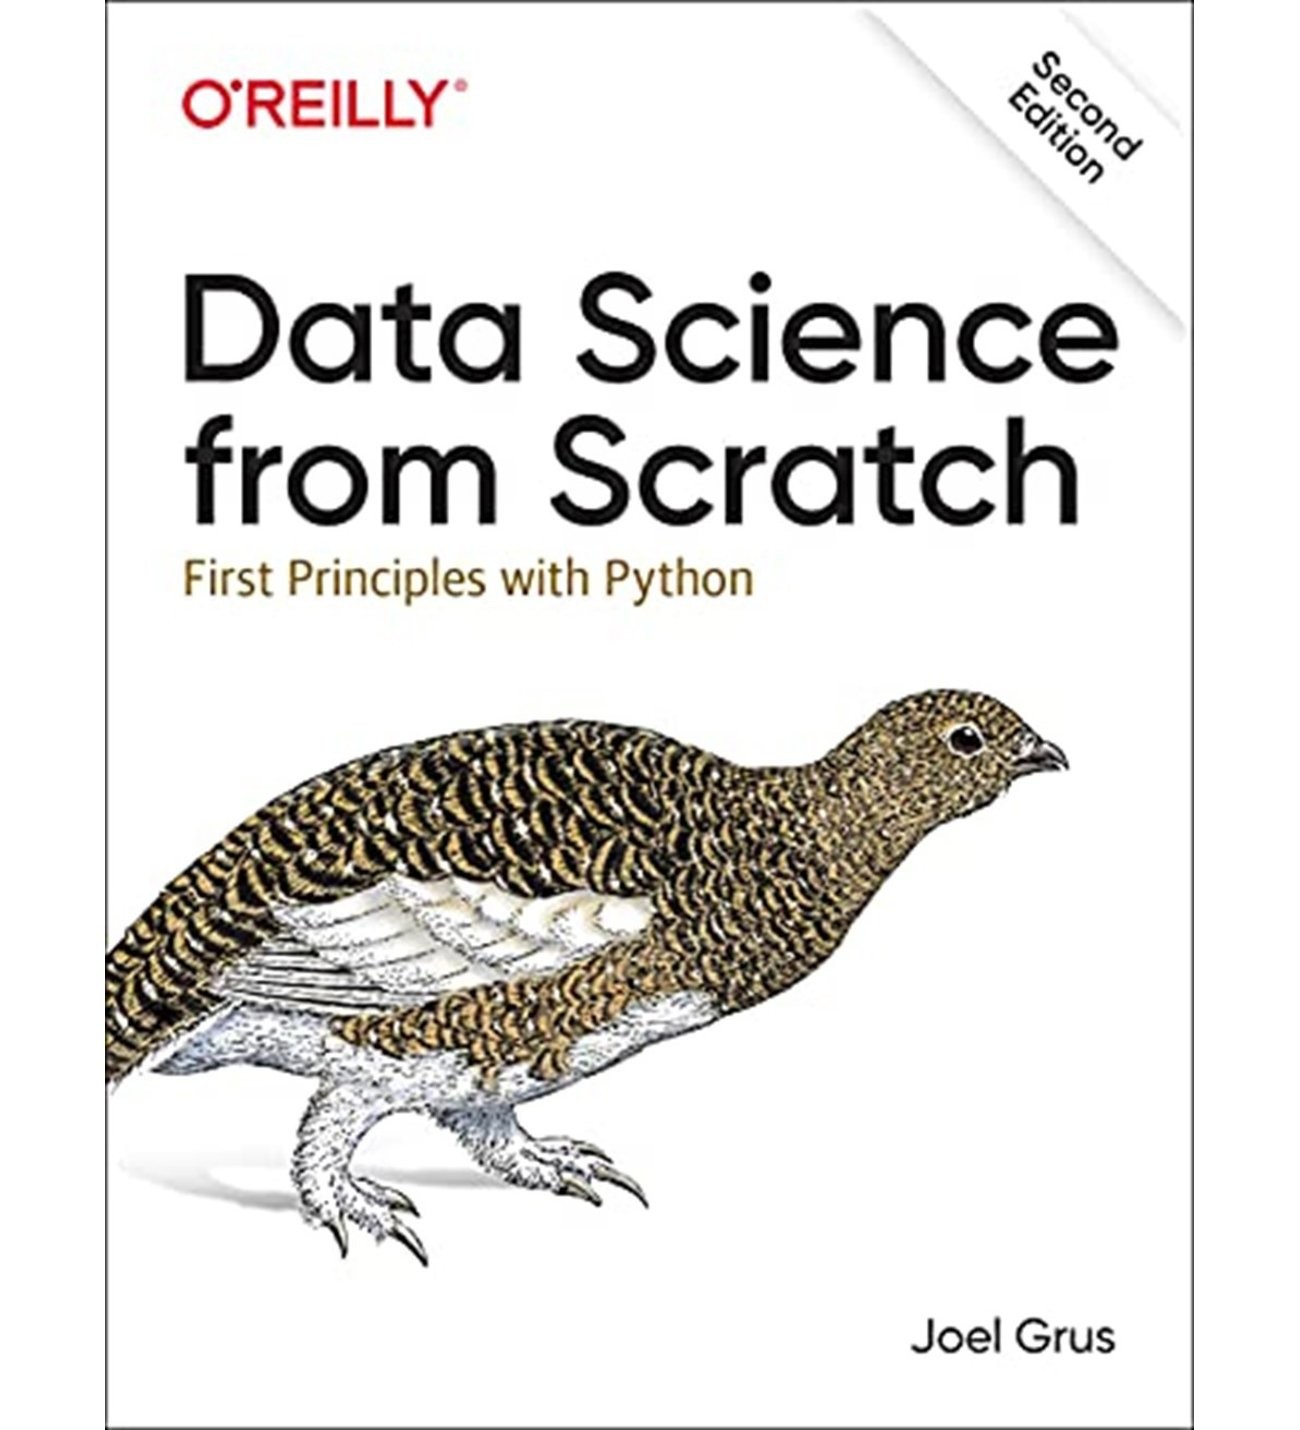 O'REILLY®
Second
Edition
Data Science
from Scratch
First Principles with Python
Joel Grus